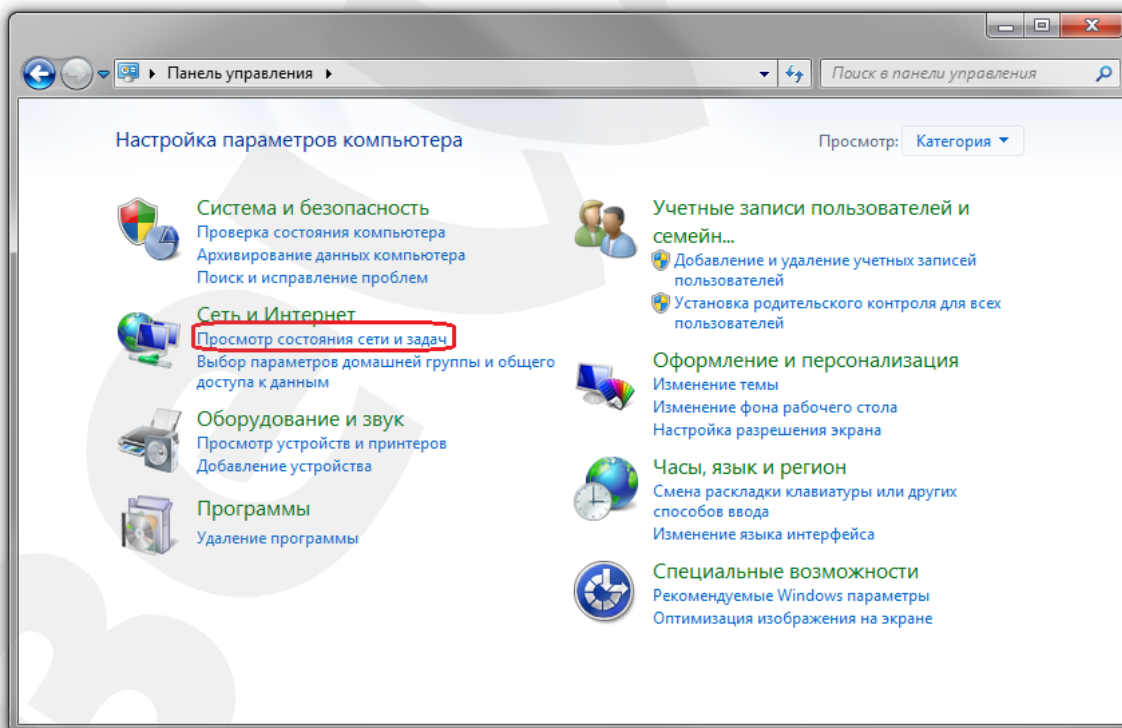 Панель управления
Поиск в панели управления
Настройка параметров компьютера
Просмотр: Категория
Система и безопасность
Проверка состояния компьютера
Архивирование данных компьютера
Поиск и исправление проблем
Сеть и Интернет
Просмотр состояния сети и задач
Выбор параметров домашней группы и общего
доступа к данным
Оборудование и звук
Просмотр устройств и принтеров
Добавление устройства
Программы
Удаление программы
Учетные записи пользователей и
семейн...
Добавление и удаление учетных записей
пользователей
Установка родительского контроля для всех
пользователей
Оформление и персонализация
Изменение темы
Изменение фона рабочего стола
Настройка разрешения экрана
Часы, язык и регион
Смена раскладки клавиатуры или других
способов ввода
Изменение языка интерфейса
Специальные возможности
Рекомендуемые Windows параметры
Оптимизация изображения на экране